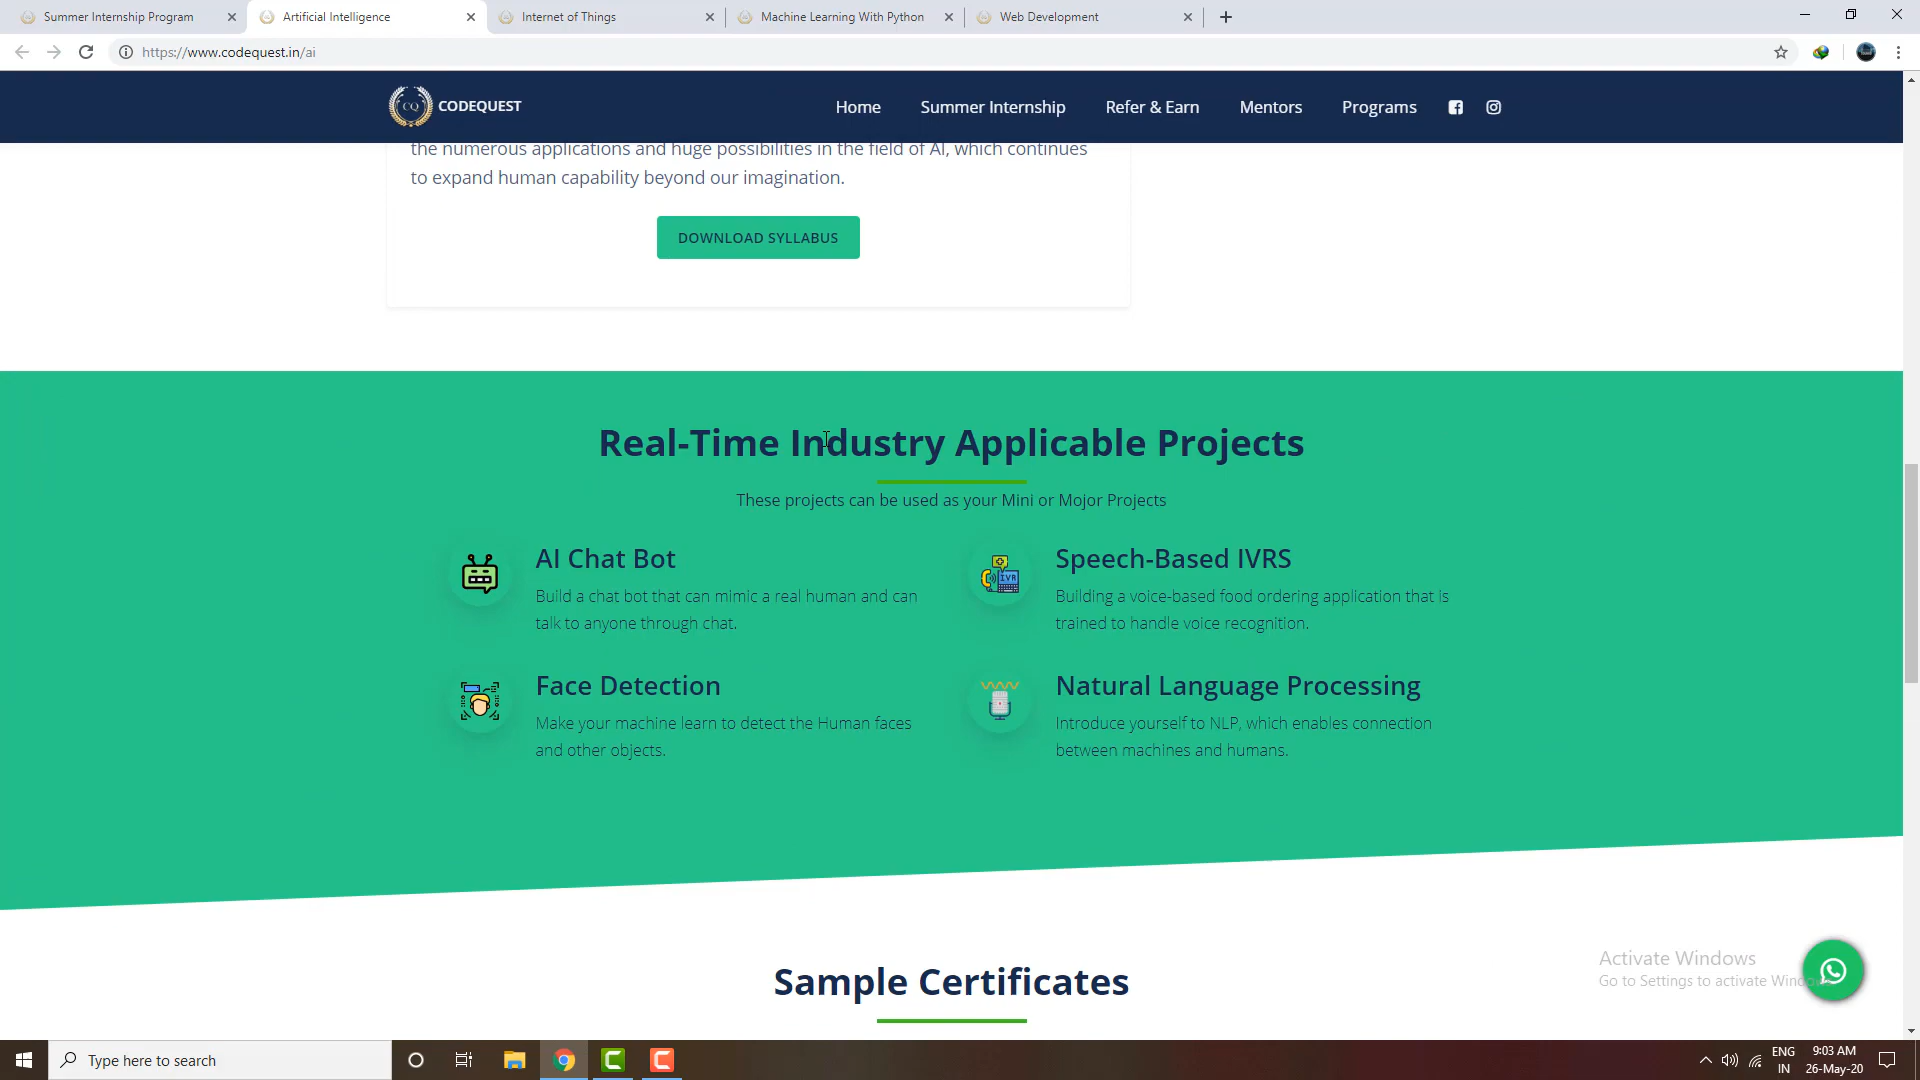 Summer Internship Program
Artificial Intelligence
Internet of Things
Machine Learning With Python
Web Development
https://www.codequest.in/ai
CQ
CODEQUEST
Home
Summer Internship
Refer & Earn
Mentors
Programs
the numerous applications and huge possibilities in the field of AI, which continues
to expand human capability beyond our imagination.
DOWNLOAD SYLLABUS
Real-Time Industry Applicable Projects
These projects can be used as your Mini or Mojor Projects
AI Chat Bot
Build a chat bot that can mimic a real human and can
talk to anyone through chat.
IVR
Speech-Based IVRS
Building a voice-based food ordering application that is
trained to handle voice recognition.
Face Detection
Make your machine learn to detect the Human faces
and other objects.
Natural Language Processing
Introduce yourself to NLP, which enables connection
between machines and humans.
Sample Certificates
Activate Windows
Go to Settings to activate Windows.
Type here to search
ENG
IN
9:03 AM
26-May-20